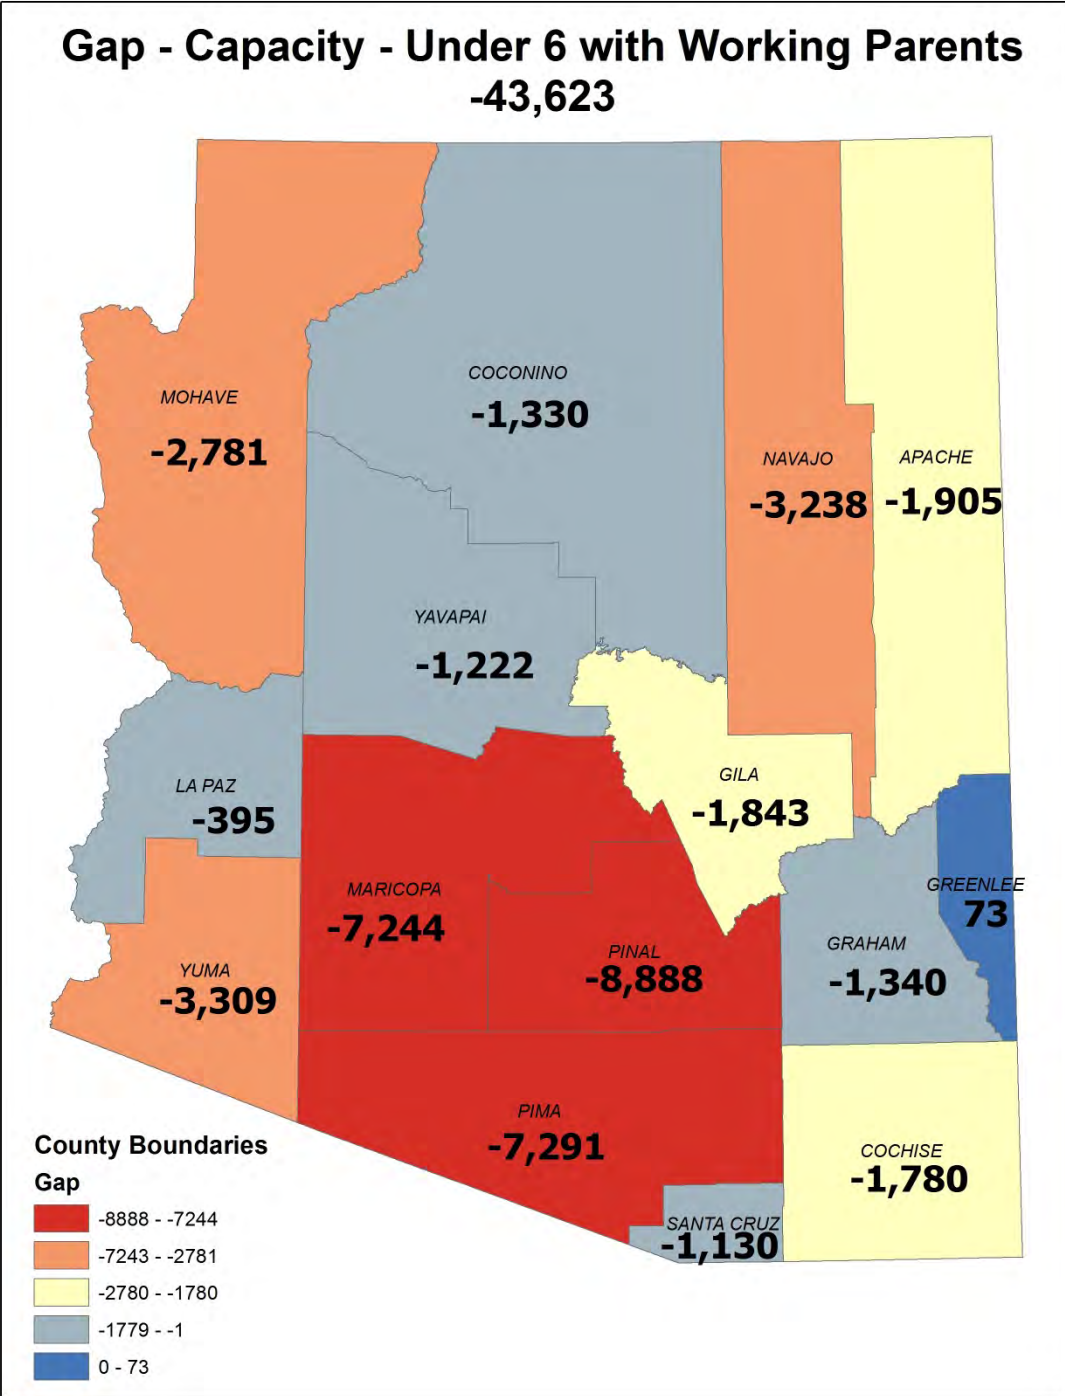 Gap - Capacity - Under 6 with Working Parents
-43,623
COCONINO
-1,330
MOHAVE
-2,781
NAVAJO
-3,238
APACHE
-1,905
YAVAPAI
-1,222
LA PAZ
-395
GILA
-1,843
MARICOPA
-7,244
GREENLEE
73
PINAL
-8,888
GRAHAM
-1,340
YUMA
-3,309
PIMA
-7,291
COCHISE
-1,780
SANTA CRUZ
-1,130
County Boundaries
Gap
-8888 - -7244
-7243 - -2781
-2780 - -1780
-1779 - -1
0 - 73